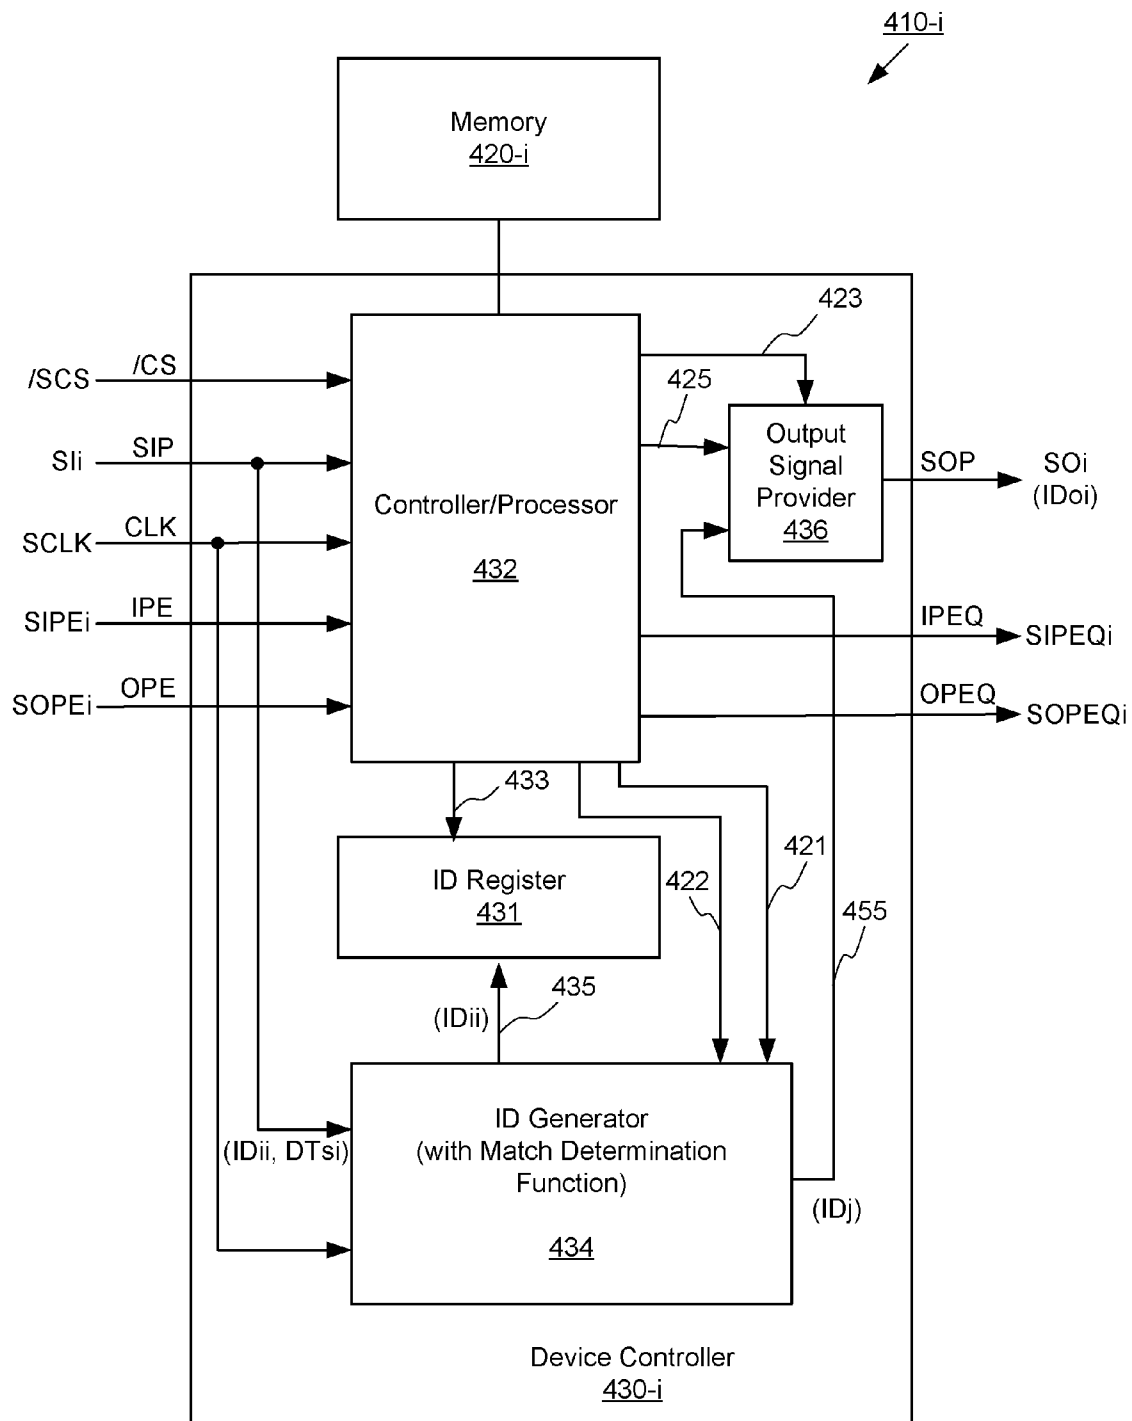 410-i
Memory
420-i
423
/SCS
/CS
425
SIi
SIP
Output
Signal
Provider
436
SOP
SOi
(IDoi)
Controller/Processor
432
SCLK
CLK
SIPEi
IPE
IPEQ
SIPEQi
SOPEi
OPE
OPEQ
SOPEQi
433
ID Register
431
422
421
455
(IDii)
435
ID Generator
(with Match Determination
Function)
434
(IDii, DTsi)
(IDj)
Device Controller
430-i